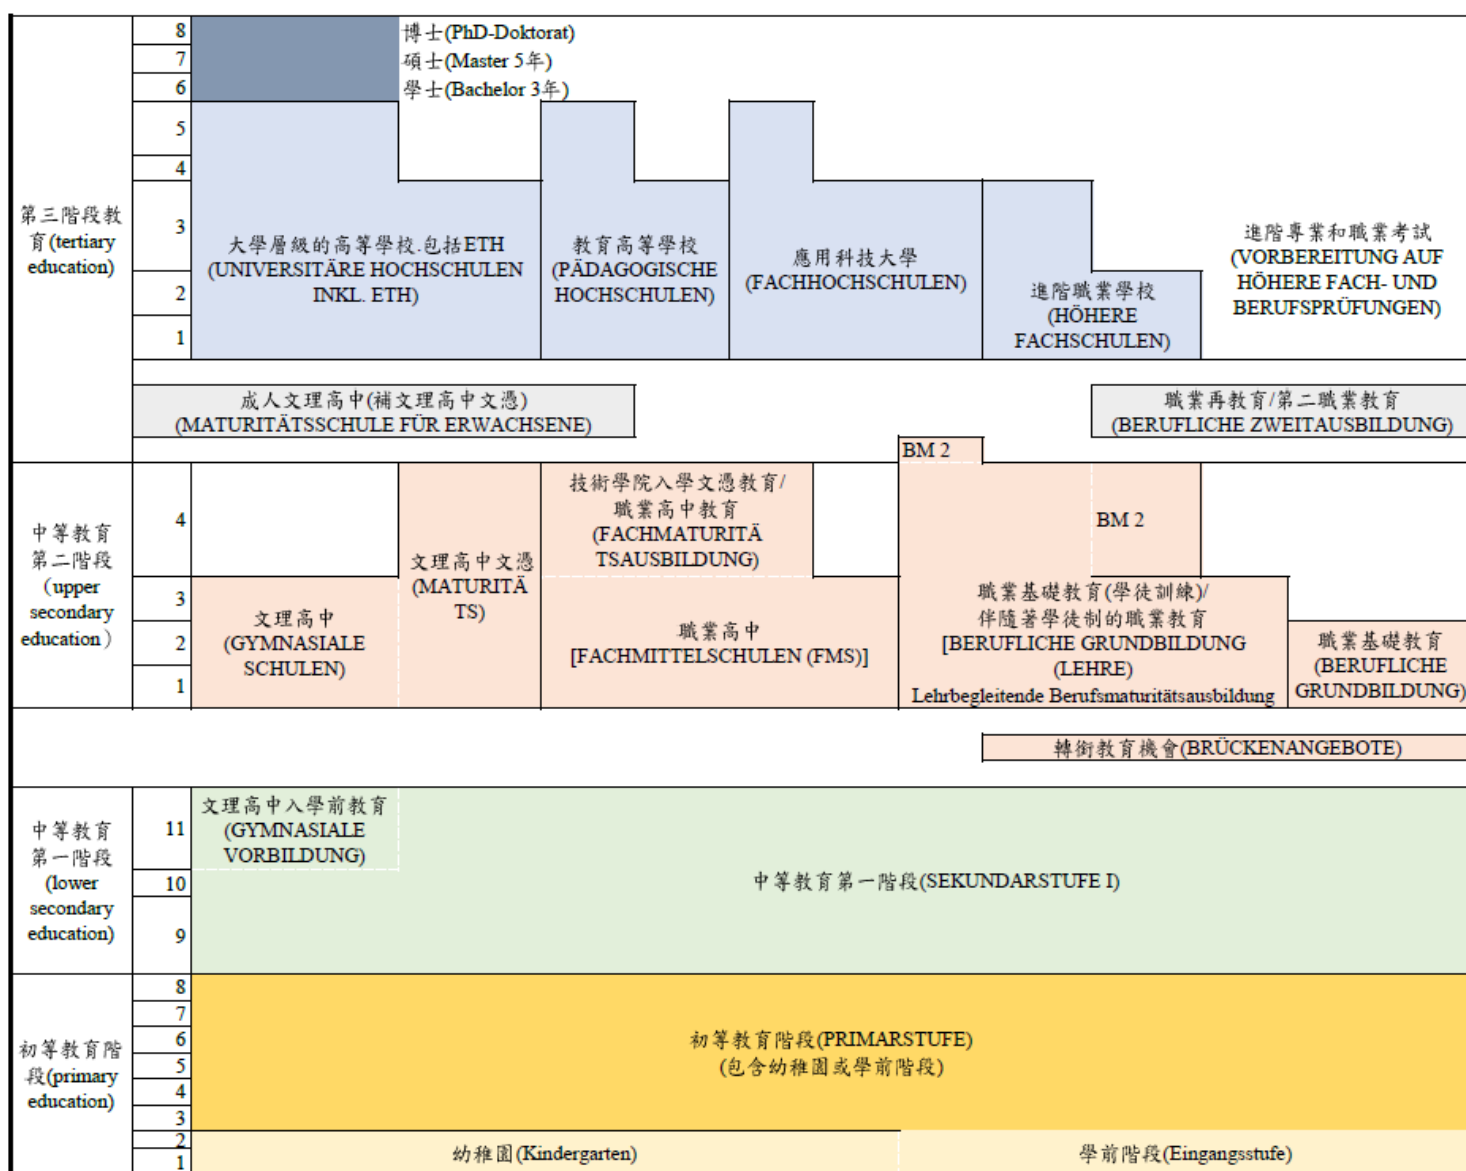 8
博士(PhD-Doktorat)
7
碩士(Master 5年)
6
學士(Bachelor 3年)
5
4
第三階段教
育(tertiary
education)
3
2
1
大學層級的高等學校.包括ETH
(UNIVERSITÄRE HOCHSCHULEN
INKL. ETH)
教育高等學校
(PÄDAGOGISCHE
HOCHSCHULEN)
應用科技大學
(FACHHOCHSCHULEN)
進階職業學校
(HÖHERE
FACHSCHULEN)
進階專業和職業考試
(VORBEREITUNG AUF
HÖHERE FACH- UND
BERUFSPRÜFUNGEN)
成人文理高中(補文理高中文憑)
(MATURITÄTSSCHULE FÜR ERWACHSENE)
職業再教育/第二職業教育
(BERUFLICHE ZWEITAUSBILDUNG)
BM 2
中等教育
第二階段
（upper
secondary
education）
4
3
2
1
文理高中
(GYMNASIALE
SCHULEN)
文理高中文憑
(MATURITÄ
TS)
技術學院入學文憑教育/
職業高中教育
(FACHMATURITÄ
TSAUSBILDUNG)
職業高中
[FACHMITTELSCHULEN (FMS)]
BM 2
職業基礎教育(學徒訓練)/
伴隨著學徒制的職業教育
[BERUFLICHE GRUNDBILDUNG
(LEHRE)
Lehrbegleitende Berufsmaturitätsausbildung
職業基礎教育
(BERUFLICHE
GRUNDBILDUNG)
轉銜教育機會(BRÜCKENANGEBOTE)
中等教育
第一階段
(lower
secondary
education)
11
10
9
文理高中入學前教育
(GYMNASIALE
VORBILDUNG)
中等教育第一階段(SEKUNDARSTUFE I)
初等教育階
段(primary
education)
8
7
6
5
4
3
2
1
初等教育階段(PRIMARSTUFE)
(包含幼稚園或學前階段)
幼稚園(Kindergarten)
學前階段(Eingangsstufe)